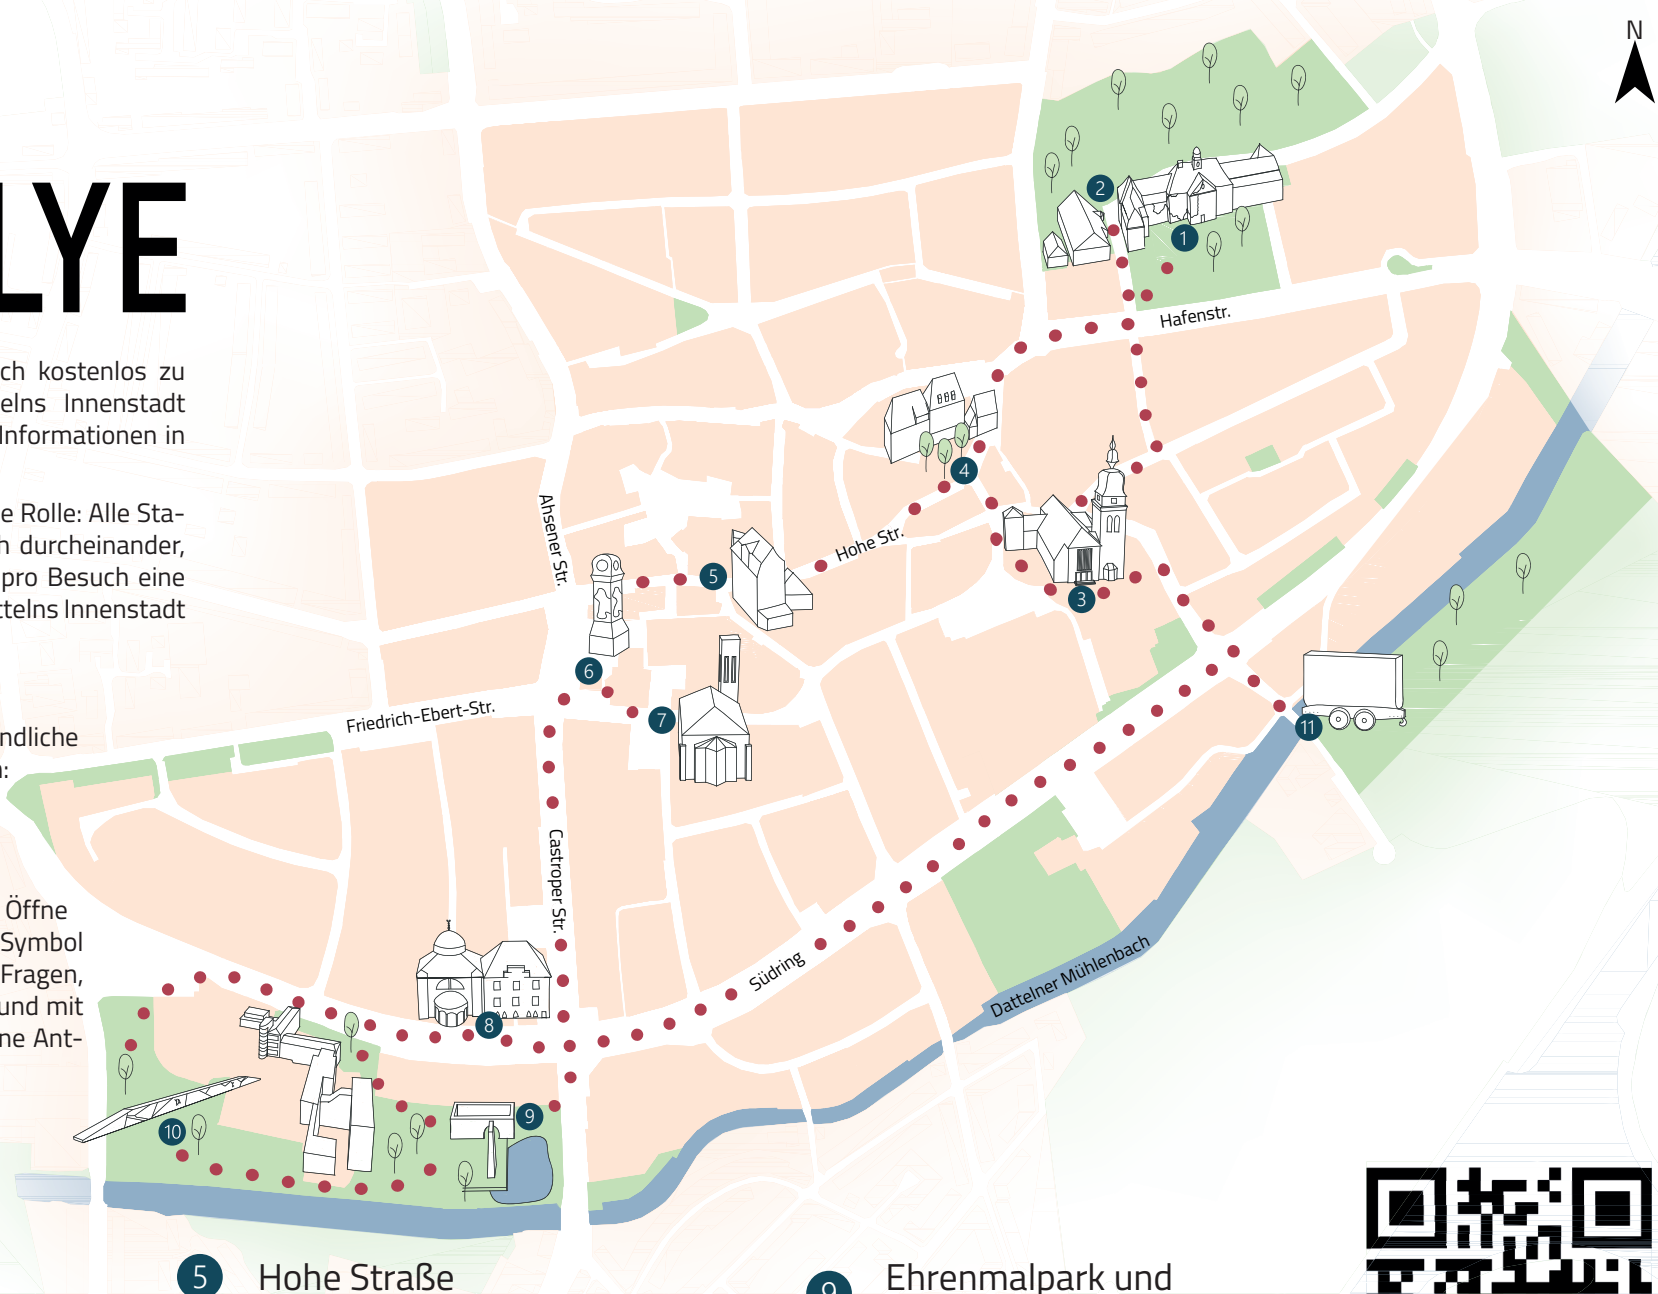 N
LYE
ch kostenlos zu
elns Innenstadt
Informationen in
e Rolle: Alle Sta-
h durcheinander,
pro Besuch eine
ttelns Innenstadt
ndliche
n:
Öffne
Symbol
Fragen,
und mit
ne Ant-
2
1
Hafenstr.
4
Ahsener Str.
Hohe Str.
5
3
6
7
Friedrich-Ebert-Str.
11
Castroper Str.
Südring
Dattelner Mühlenbach
8
9
10
5 Hohe Straße
9 Ehrenmalpark und